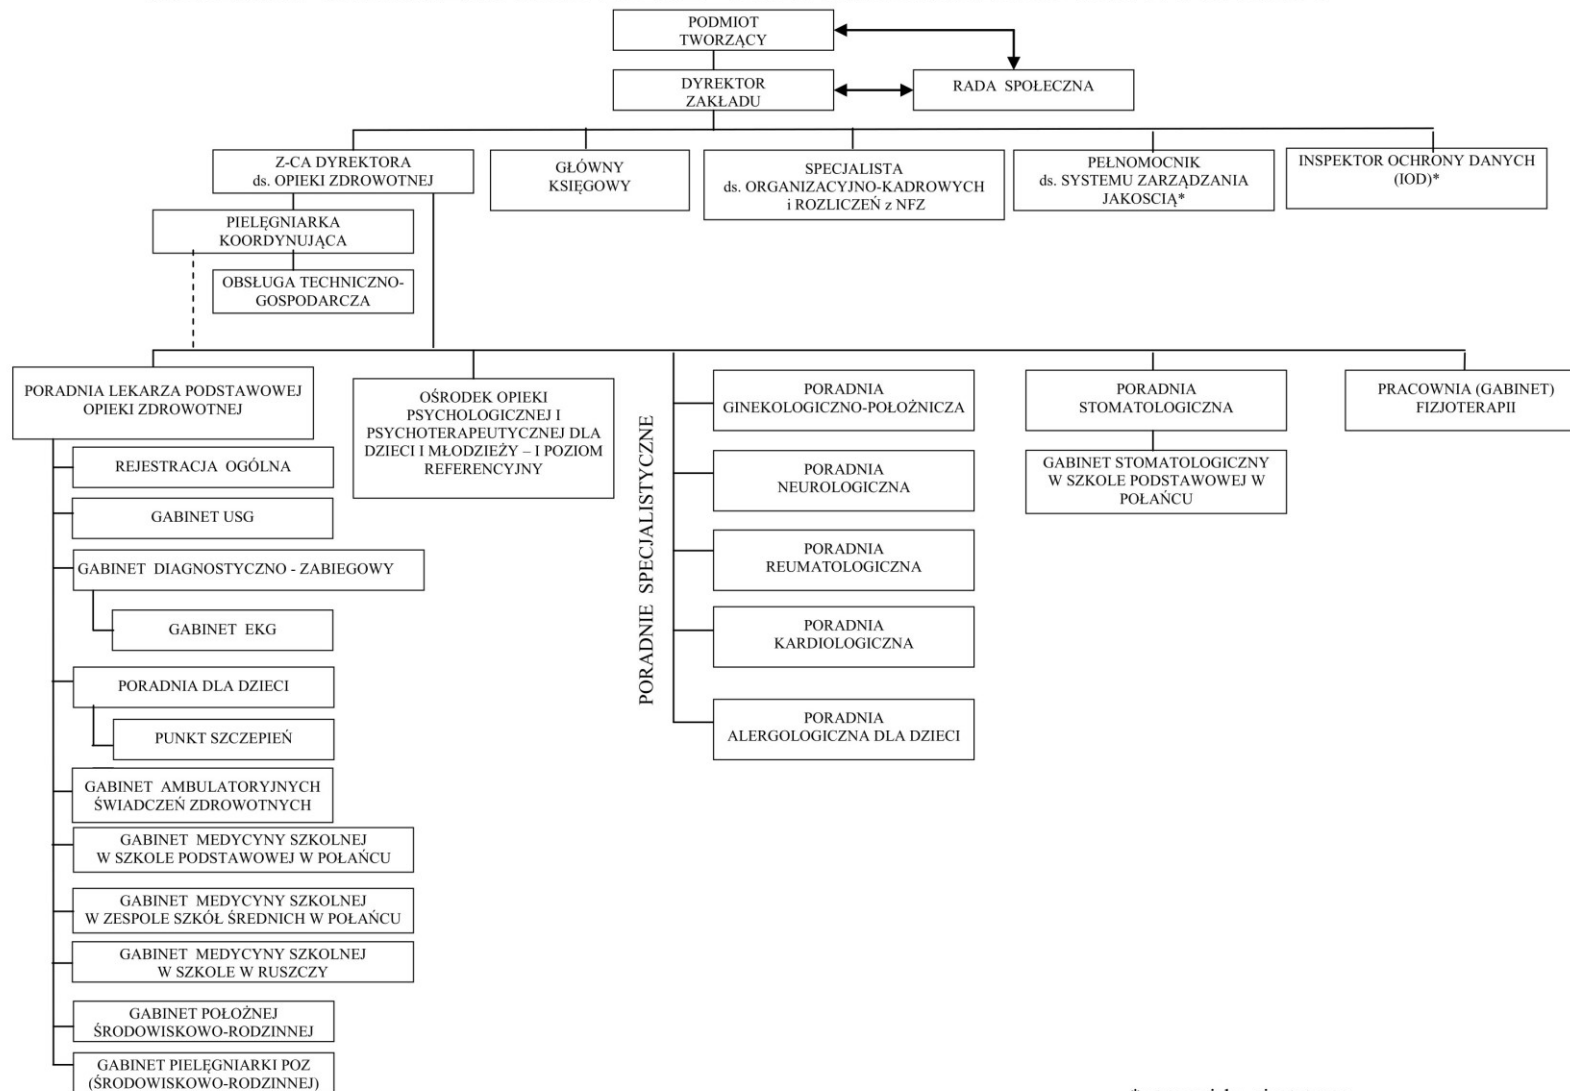 PODMIOT
TWORZĄCY
DYREKTOR
ZAKŁADU
RADA SPOŁECZNA
Z-CA DYREKTORA
ds. OPIEKI ZDROWOTNEJ
GŁÓWNY
KSIĘGOWY
SPECJALISTA
ds. ORGANIZACYJNO-KADROWYCH
i ROZLICZEŃ z NFZ
PEŁNOMOCNIK
ds. SYSTEMU ZARZĄDZANIA
JAKOSCIĄ*
INSPEKTOR OCHRONY DANYCH
(IOD)*
PIELĘGNIARKA
KOORDYNUJĄCA
OBSŁUGA TECHNICZNO-
GOSPODARCZA
PORADNIA LEKARZA PODSTAWOWEJ
OPIEKI ZDROWOTNEJ
REJESTRACJA OGÓLNA
GABINET USG
GABINET DIAGNOSTYCZNO - ZABIEGOWY
GABINET EKG
PORADNIA DLA DZIECI
PUNKT SZCZEPIEŃ
GABINET AMBULATORYJNYCH
ŚWIADCZEŃ ZDROWOTNYCH
GABINET MEDYCYNY SZKOLNEJ
W SZKOLE PODSTAWOWEJ W POŁAŃCU
GABINET MEDYCYNY SZKOLNEJ
W ZESPOLE SZKÓŁ ŚREDNICH W POŁAŃCU
GABINET MEDYCYNY SZKOLNEJ
W SZKOLE W RUSZCZY
GABINET POŁOŻNEJ
ŚRODOWISKOWO-RODZINNEJ
GABINET PIELĘGNIARKI POZ
(ŚRODOWISKOWO-RODZINNEJ)
OŚRODEK OPIEKI
PSYCHOLOGICZNEJ I
PSYCHOTERAPEUTYCZNEJ DLA
DZIECI I MŁODZIEŻY – I POZIOM
REFERENCYJNY
PORADNIE SPECJALISTYCZNE
PORADNIA
GINEKOLOGICZNO-POŁOŻNICZA
PORADNIA
NEUROLOGICZNA
PORADNIA
REUMATOLOGICZNA
PORADNIA
KARDIOLOGICZNA
PORADNIA
ALERGOLOGICZNA DLA DZIECI
PORADNIA
STOMATOLOGICZNA
GABINET STOMATOLOGICZNY
W SZKOLE PODSTAWOWEJ W
POŁAŃCU
PRACOWNIA (GABINET)
FIZJOTERAPII